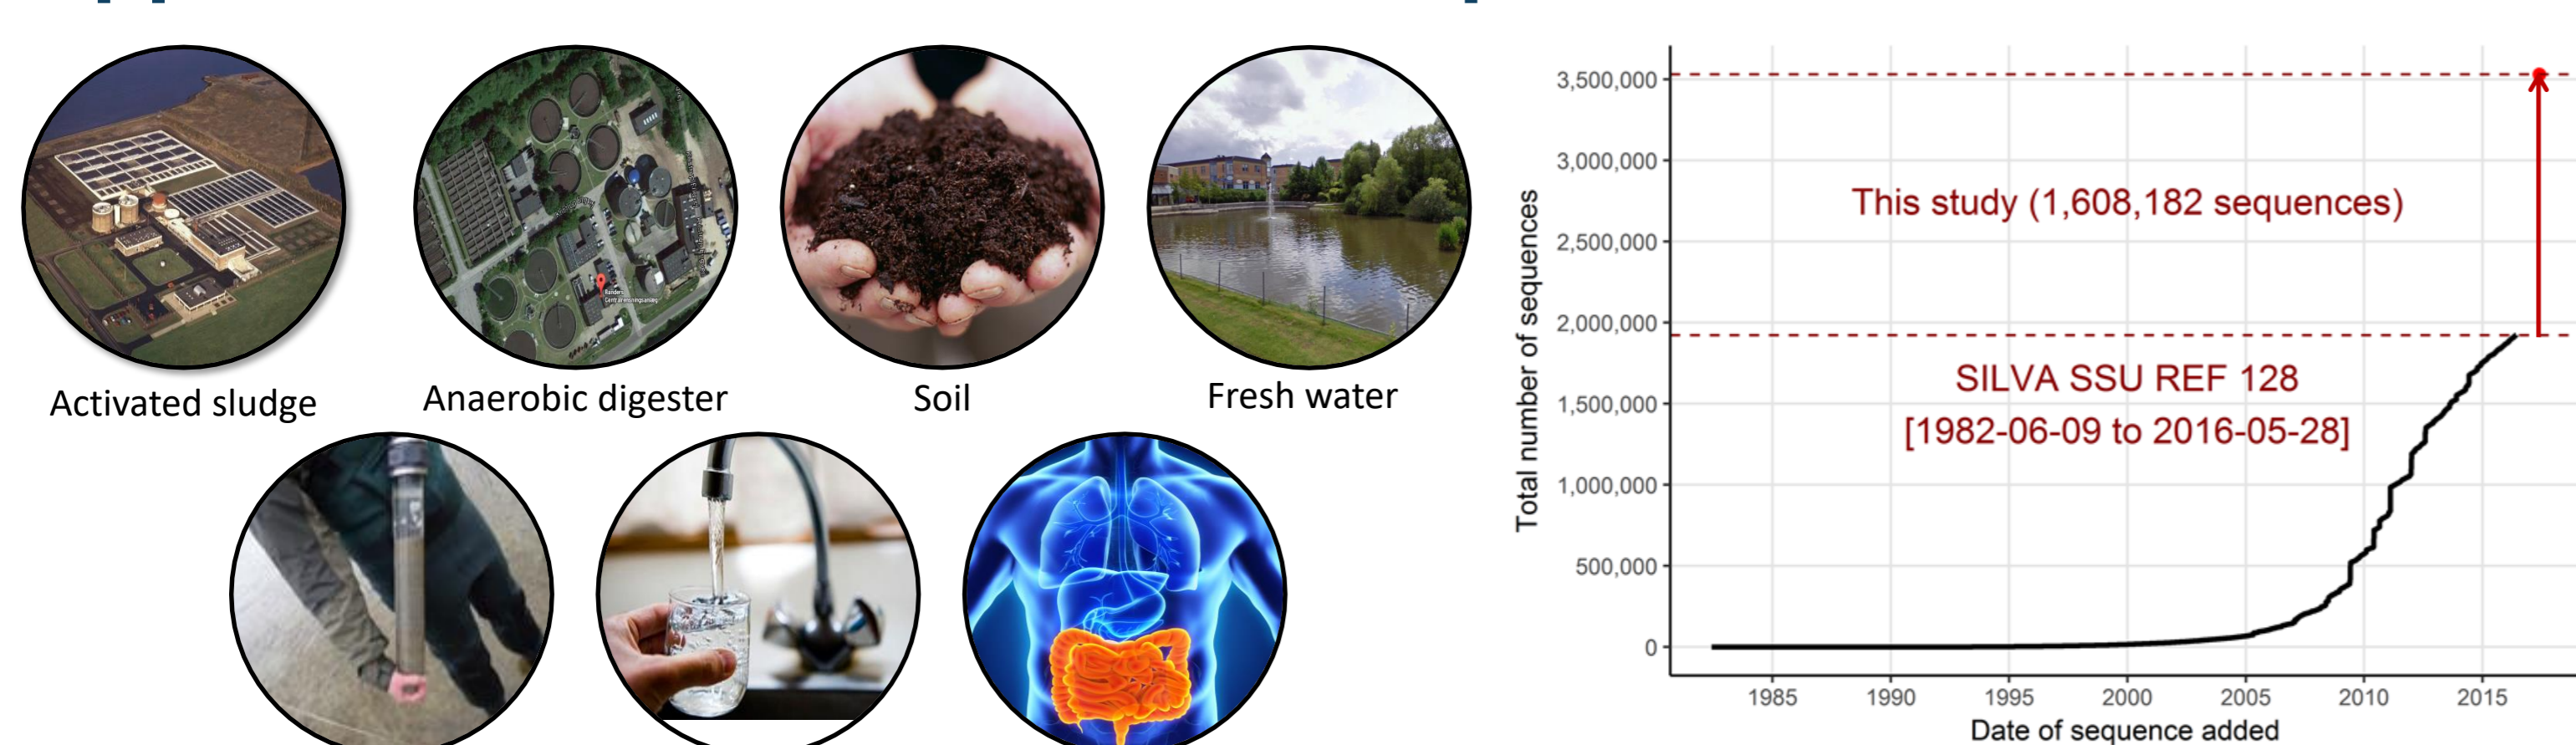 Activated sludge
Anaerobic digester
Soil
Fresh water
3,500,000
3,000,000
2,500,000
2,000,000
1,500,000
1,000,000
500,000
0
Total number of sequences
This study (1,608,182 sequences)
SILVA SSU REF 128
[1982-06-09 to 2016-05-28]
1985 1990 1995 2000 2005 2010 2015
Date of sequence added